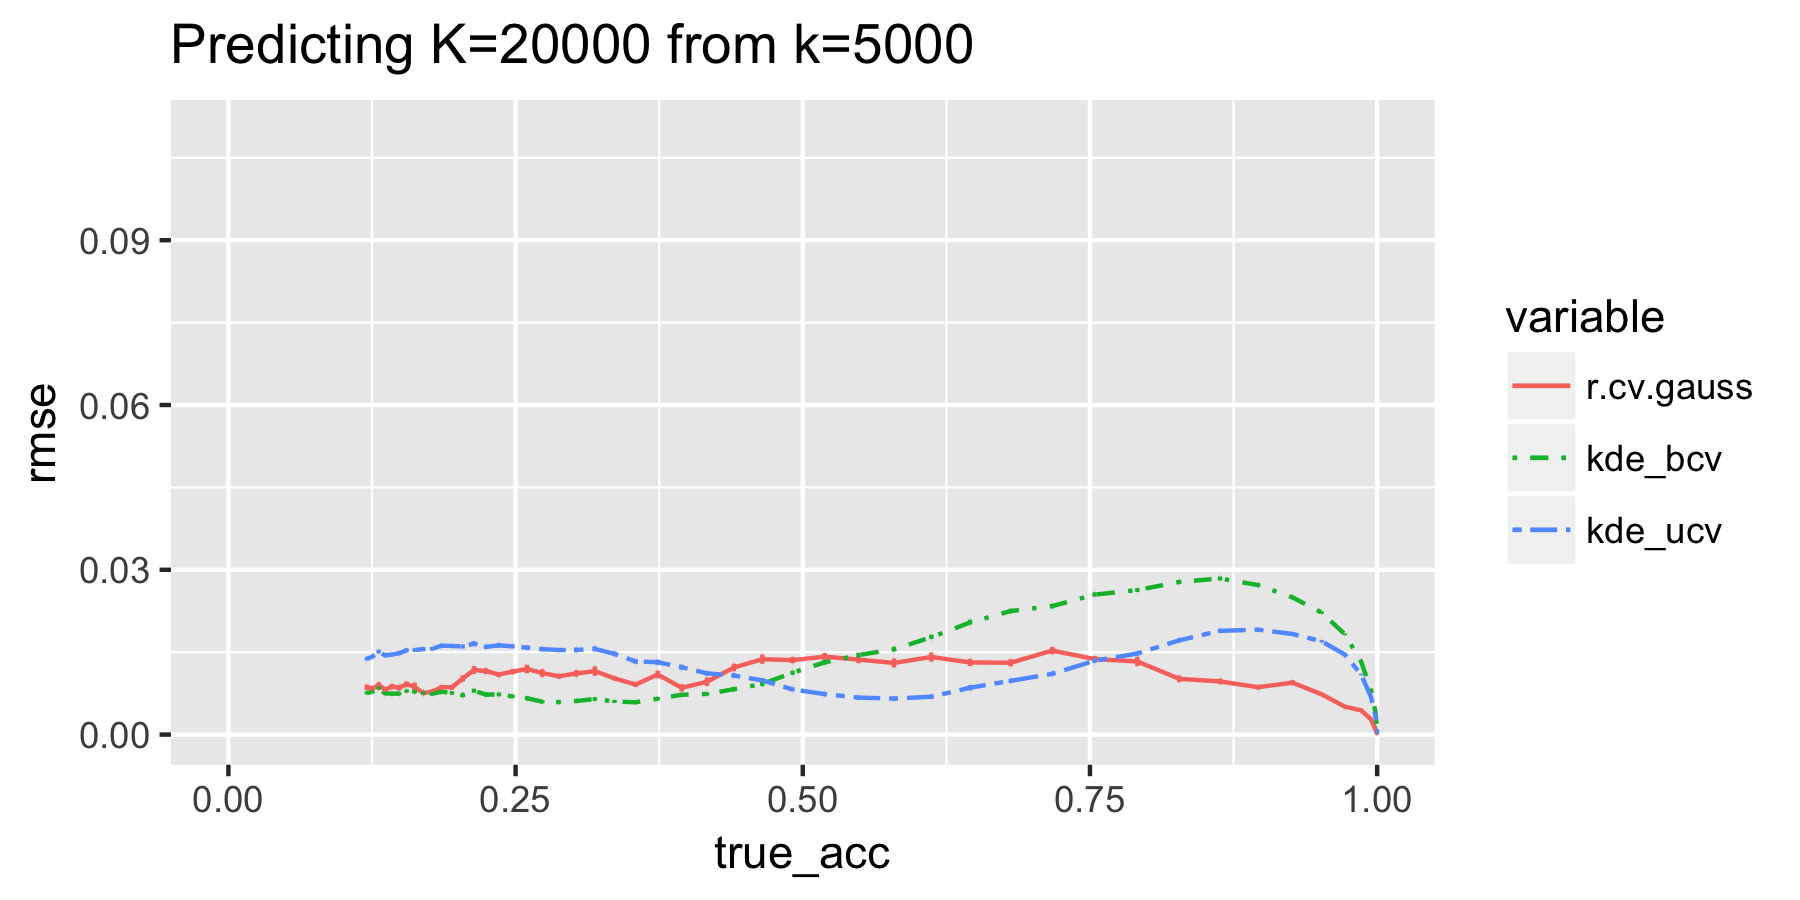 Predicting K=20000 from k=5000
rmse
0.09
0.06
0.03
0.00
0.00 0.25 0.50 0.75 1.00
true_acc
variable
r.cv.gauss
kde_bcv
kde_ucv